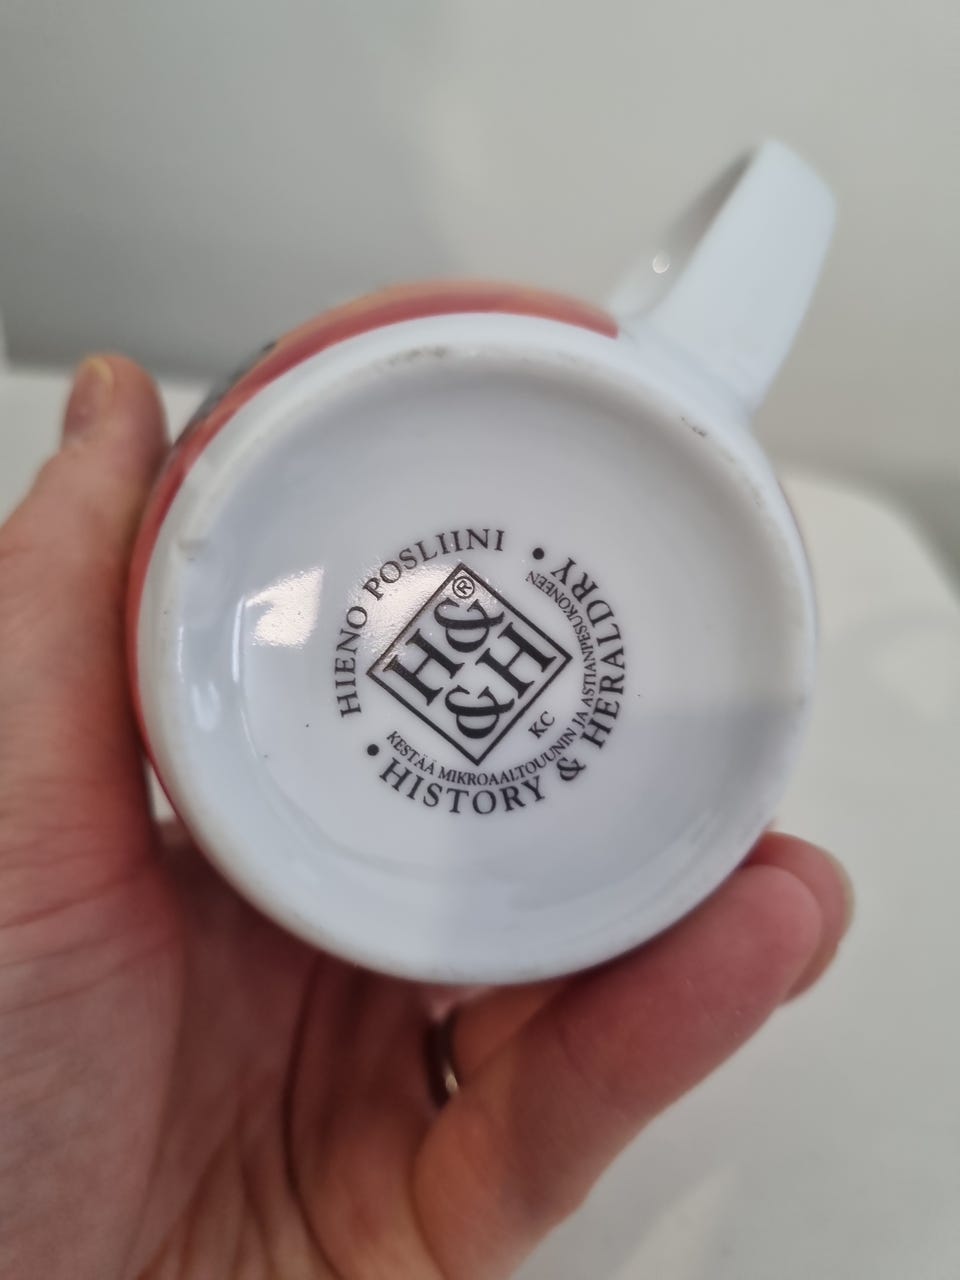 HIENO POSLIINI
HISTORY & HERALDRY
KESTÄÄ MIKROAALTOUUNIN JA ASTIANPESUKONEEN
H&
&H
®
KC